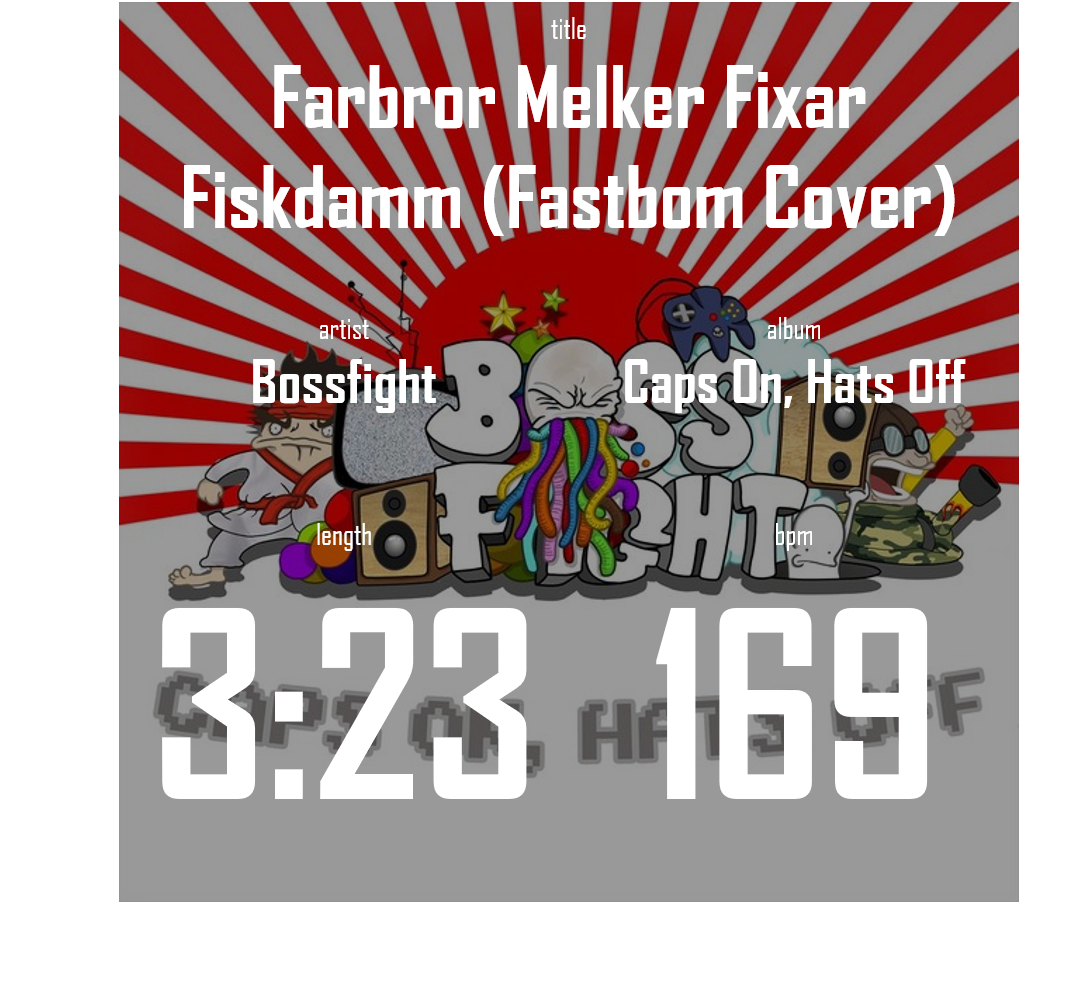 title
Farbror Melker Fixar
Fiskdamm (Fastbom Cover)
artist
album
Bossfight
Caps On, Hats Off
BOSS
FIGHT
length
bpm
3:23
169
CAPS ON, HATS OFF